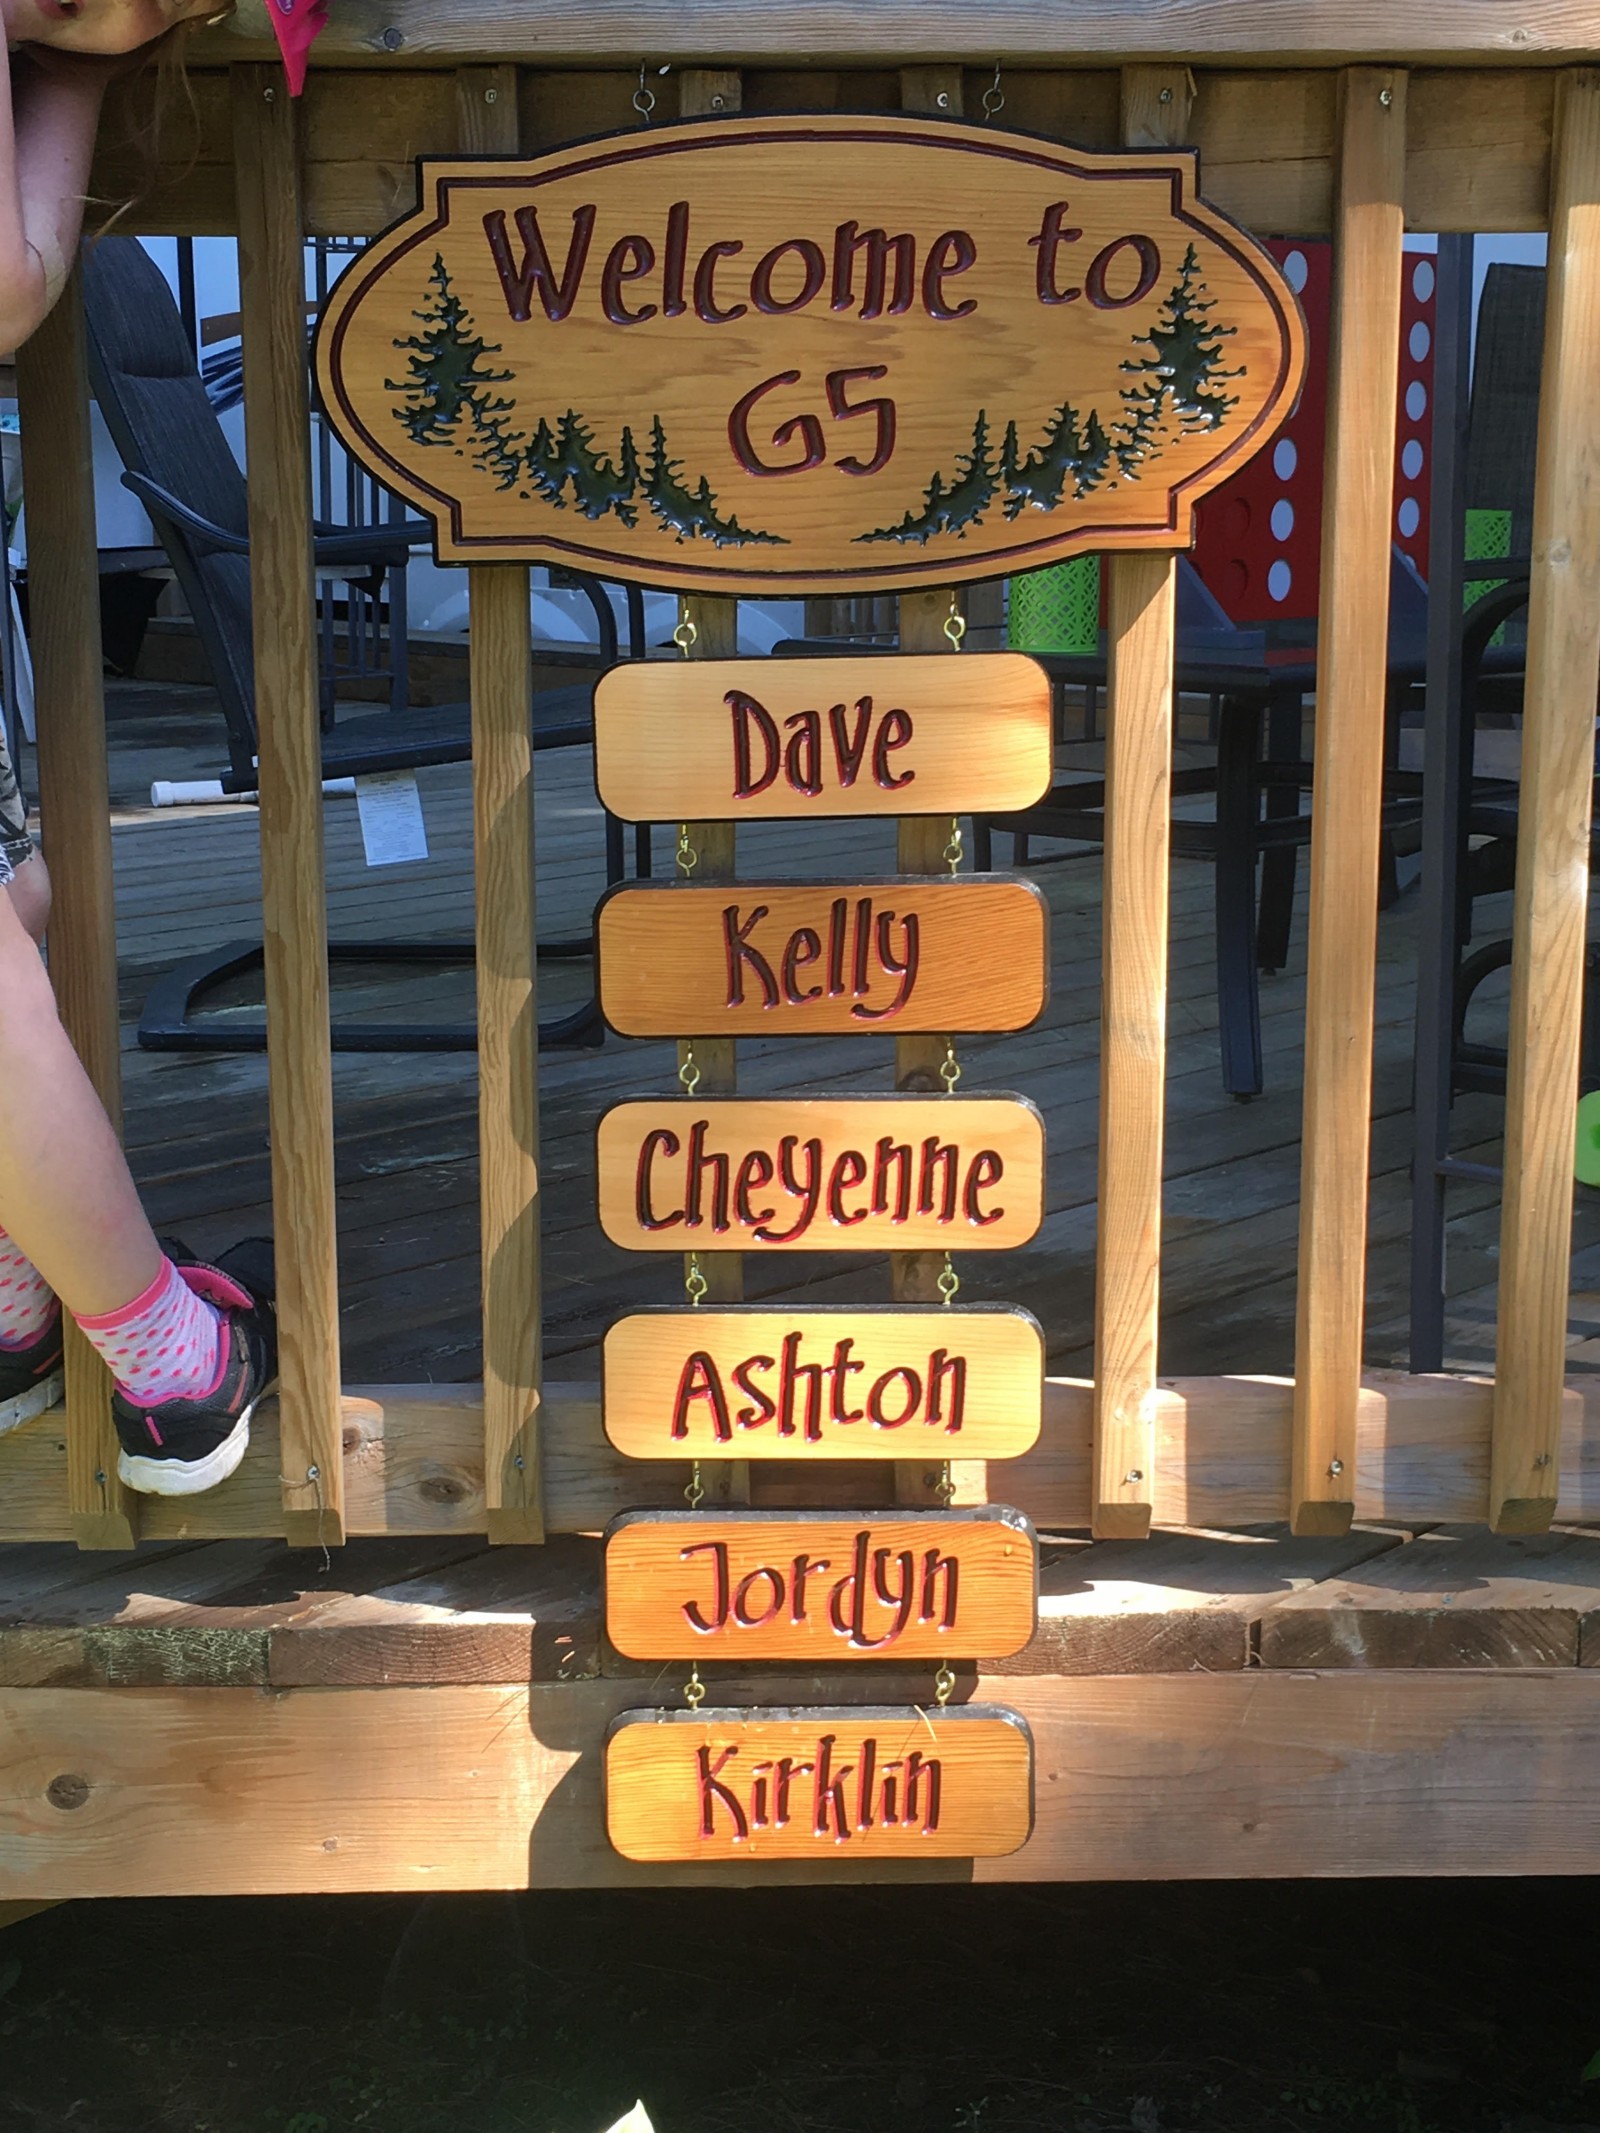 Welcome to
G5
Dave
Kelly
Cheyenne
Ashton
Jordyn
Kirklin